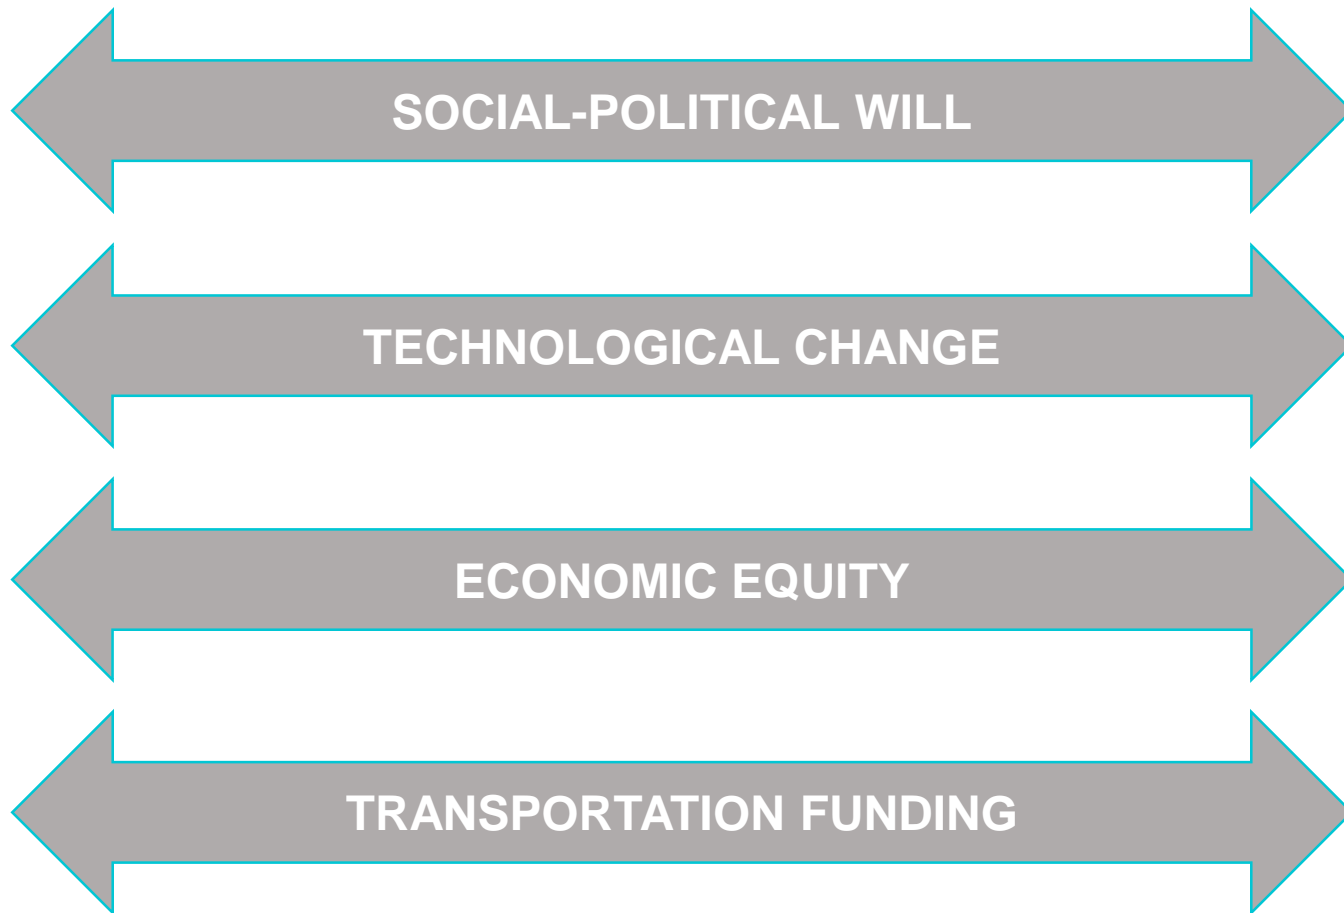 SOCIAL-POLITICAL WILL
TECHNOLOGICAL CHANGE
ECONOMIC EQUITY
TRANSPORTATION FUNDING